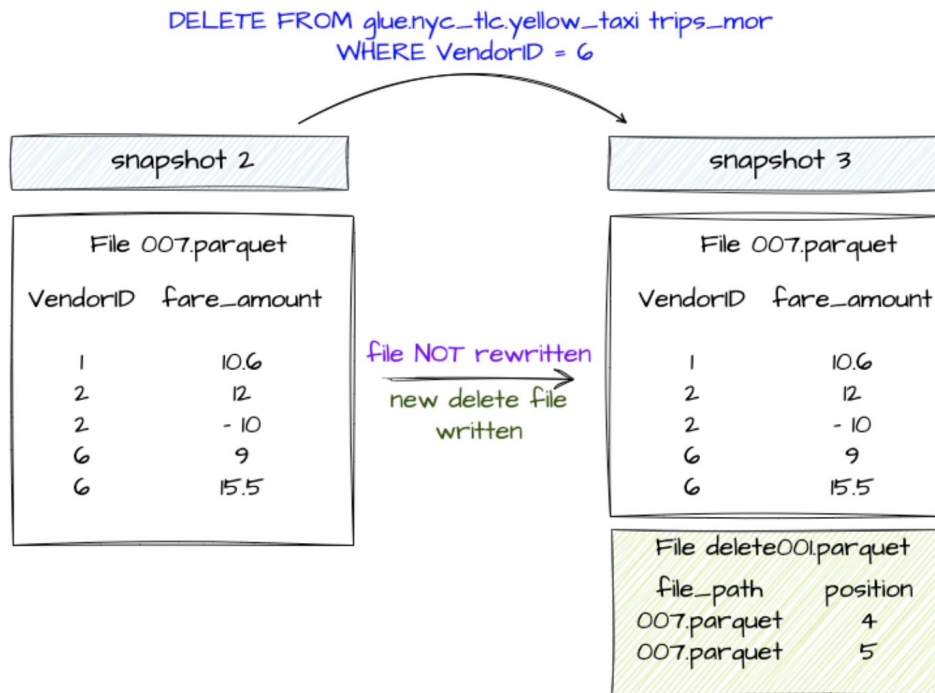 DELETE FROM glue.nyc_tlc.yellow_taxi trips_mor
WHERE VendorID = 6
snapshot 2
snapshot 3
File 007.parquet
VendorID fare_amount
1 10.6
2 12
2 - 10
6 9
6 15.5
file NOT rewritten
new delete file
written
File 007.parquet
VendorID fare_amount
1 10.6
2 12
2 - 10
6 9
6 15.5
File delete001.parquet
file_path position
007.parquet 4
007.parquet 5